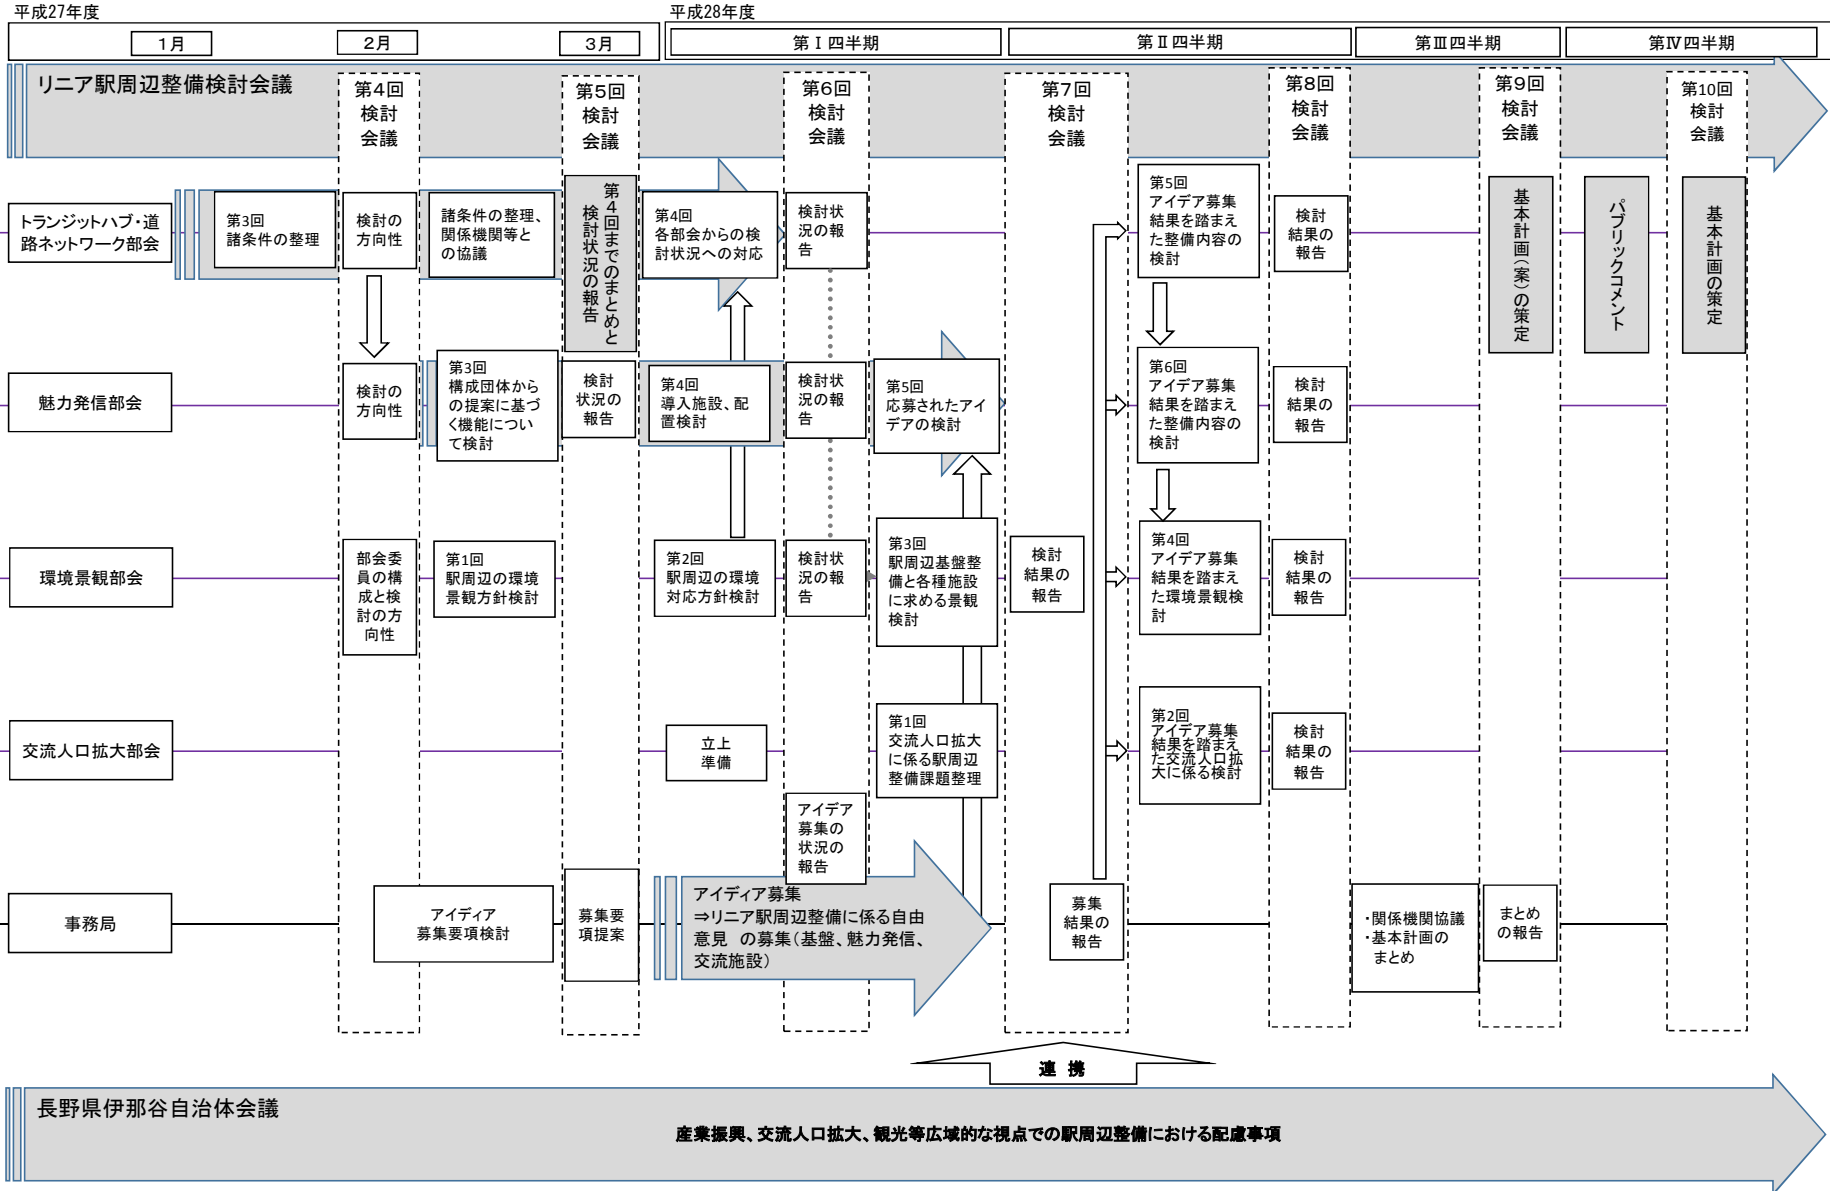 平成27年度
平成28年度
1月
2月
3月
第Ⅰ四半期
第Ⅱ四半期
第Ⅲ四半期
第Ⅳ四半期
リニア駅周辺整備検討会議
第4回
検討
会議
第5回
検討
会議
第6回
検討
会議
第7回
検討
会議
第8回
検討
会議
第9回
検討
会議
第10回
検討
会議
トランジットハブ・道
路ネットワーク部会
第3回
諸条件の整理
検討の
方向性
諸条件の整理、
関係機関等と
の協議
第4回までのまとめと
検討状況の報告
第4回
各部会からの検
討状況への対応
検討状
況の報
告
第5回
アイデア募集
結果を踏まえ
た整備内容の
検討
検討
結果の
報告
基本計画（案）の策定
パブリックコメント
基本計画の策定
魅力発信部会
検討の
方向性
第3回
構成団体から
の提案に基づ
く機能につい
て検討
検討
状況の
報告
第4回
導入施設、配
置検討
検討状
況の報
告
第5回
応募されたアイ
デアの検討
第6回
アイデア募集
結果を踏まえ
た整備内容の
検討
検討
結果の
報告
環境景観部会
部会委
員の構
成と検
討の方
向性
第1回
駅周辺の環境
景観方針検討
第2回
駅周辺の環境
対応方針検討
検討状
況の報
告
第3回
駅周辺基盤整
備と各種施設
に求める景観
検討
検討
結果の
報告
第4回
アイデア募集
結果を踏まえ
た環境景観検
討
検討
結果の
報告
交流人口拡大部会
立上
準備
第1回
交流人口拡大
に係る駅周辺
整備課題整理
第2回
アイデア募集
結果を踏まえ
た交流人口拡
大に係る検討
検討
結果の
報告
アイデア
募集の
状況の
報告
事務局
アイディア
募集要項検討
募集要
項提案
アイディア募集
⇒リニア駅周辺整備に係る自由
意見　の募集（基盤、魅力発信、
交流施設）
募集
結果の
報告
・関係機関協議
・基本計画の
まとめ
まとめ
の報告
連 携
長野県伊那谷自治体会議
産業振興、交流人口拡大、観光等広域的な視点での駅周辺整備における配慮事項